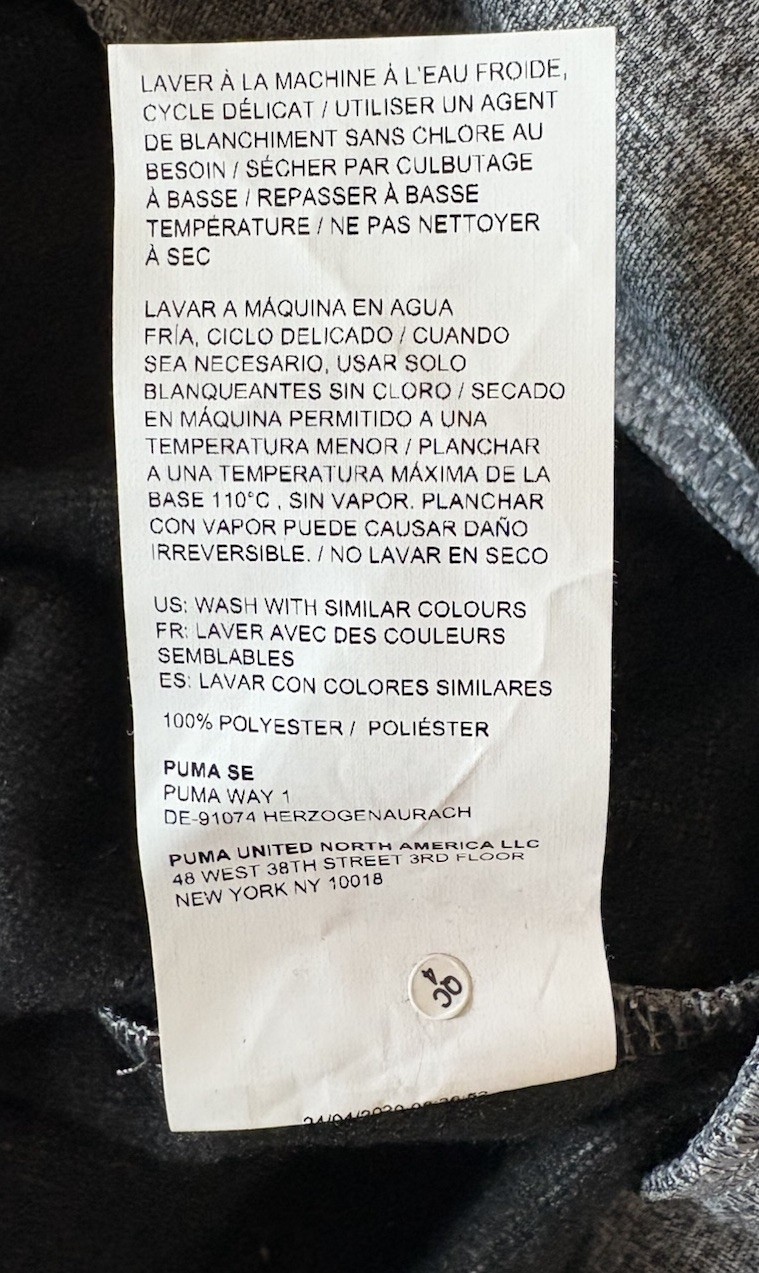 LAVER À LA MACHINE À L'EAU FROIDE,
CYCLE DÉLICAT / UTILISER UN AGENT
DE BLANCHIMENT SANS CHLORE AU
BESOIN / SÉCHER PAR CULBUTAGE
À BASSE / REPASSER À BASSE
TEMPÉRATURE / NE PAS NETTOYER
À SEC
LAVAR A MÁQUINA EN AGUA
FRÍA, CICLO DELICADO / CUANDO
SEA NECESARIO, USAR SOLO
BLANQUEANTES SIN CLORO / SECADO
EN MÁQUINA PERMITIDO A UNA
TEMPERATURA MENOR / PLANCHAR
A UNA TEMPERATURA MÁXIMA DE LA
BASE 110°C , SIN VAPOR. PLANCHAR
CON VAPOR PUEDE CAUSAR DAÑO
IRREVERSIBLE. / NO LAVAR EN SECO
US: WASH WITH SIMILAR COLOURS
FR: LAVER AVEC DES COULEURS
SEMBLABLES
ES: LAVAR CON COLORES SIMILARES
100% POLYESTER / POLIÉSTER
PUMA SE
PUMA WAY 1
DE-91074 HERZOGENAURACH
PUMA UNITED NORTH AMERICA LLC
48 WEST 38TH STREET 3RD FLOOR
NEW YORK NY 10018
QC
4